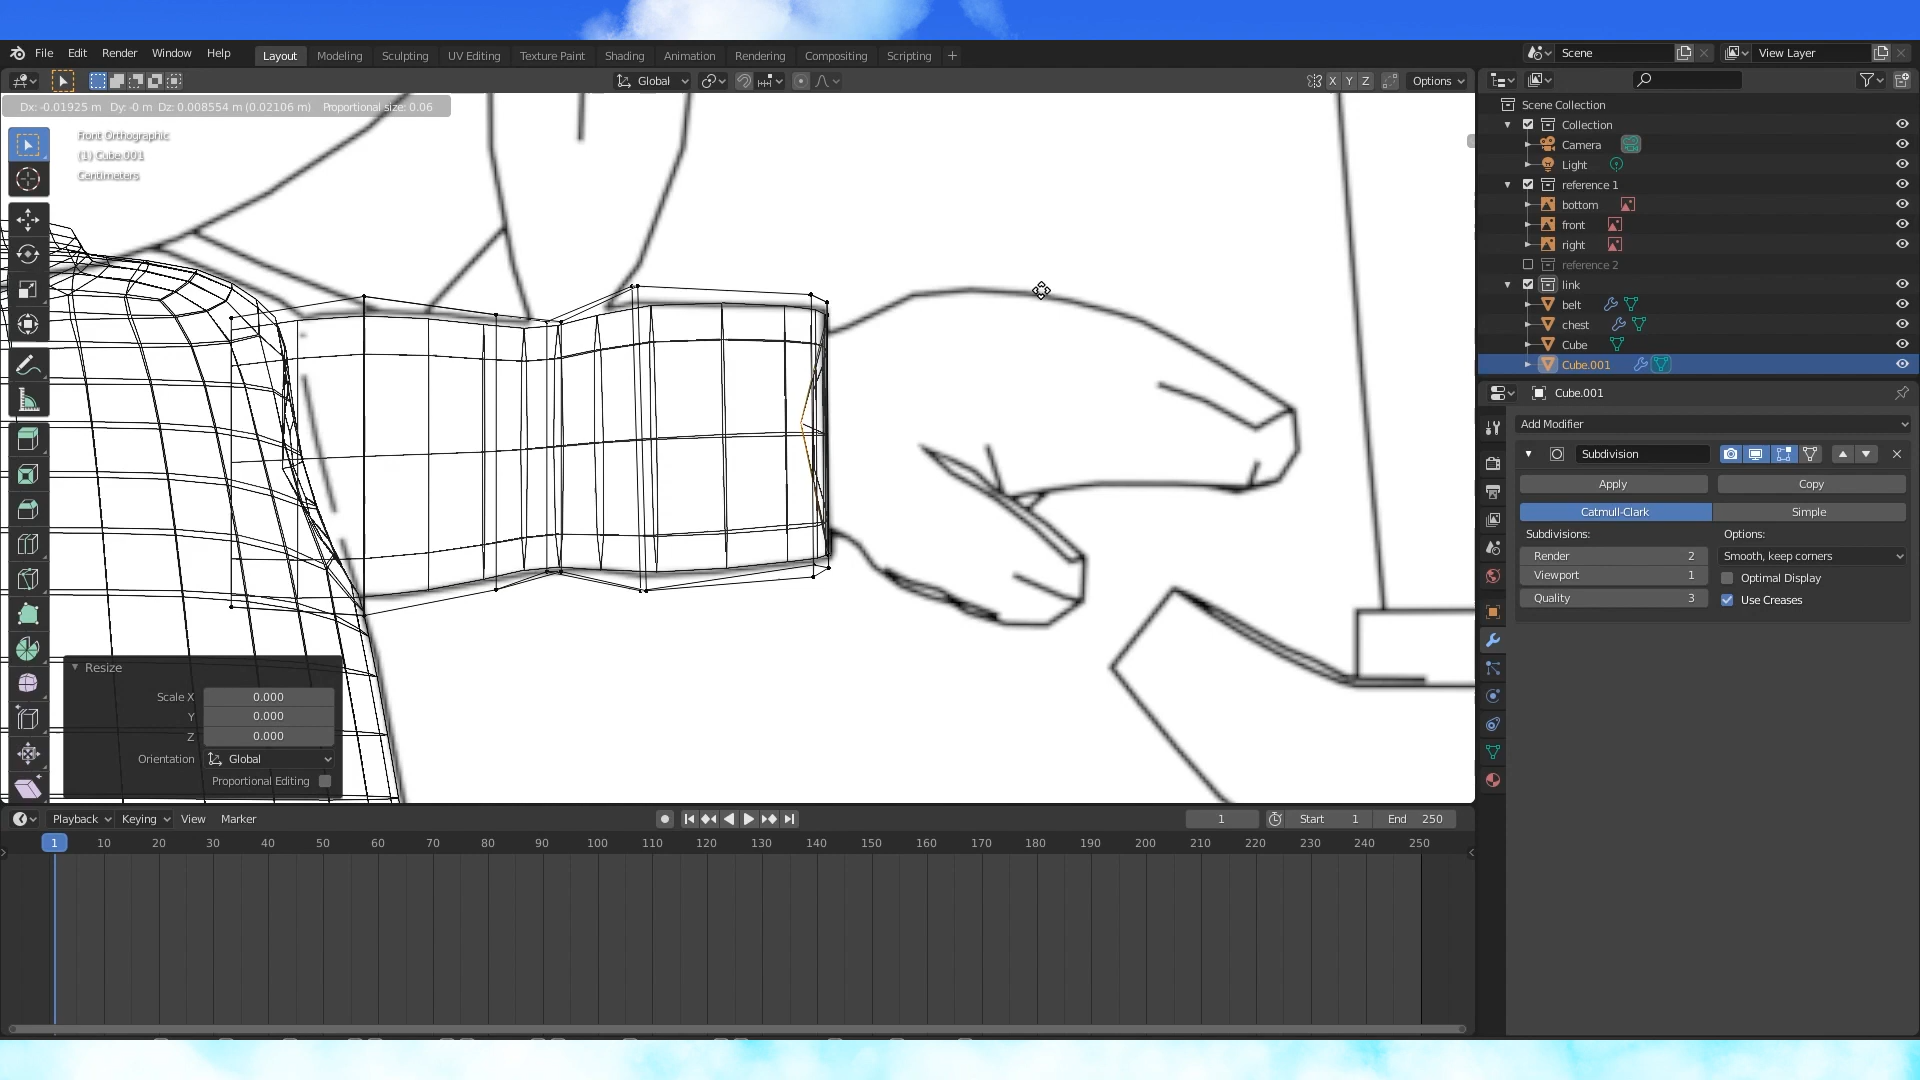 File Edit Render Window Help Layout Modeling Sculpting UV Editing Texture Paint Shading Animation Rendering Compositing Scripting + Scene View Layer
Global X Y Z Options
Dx: -0.01925 m Dy: -0 m Dz: 0.008554 m (0.02106 m) Proportional size: 0.06
Front Orthographic
(1) Cube.001
Centimeters
Scene Collection
Collection
Camera
Light
reference 1
bottom
front
right
reference 2
link
belt
chest
Cube
Cube.001
Cube.001
Add Modifier
Subdivision
Apply Copy
Catmull-Clark Simple
Subdivisions: Options:
Render 2 Smooth, keep corners
Viewport 1 Optimal Display
Quality 3 Use Creases
Resize
Scale X 0.000
Y 0.000
Z 0.000
Orientation Global
Proportional Editing
Playback Keying View Marker 1 Start 1 End 250
1 10 20 30 40 50 60 70 80 90 100 110 120 130 140 150 160 170 180 190 200 210 220 230 240 250